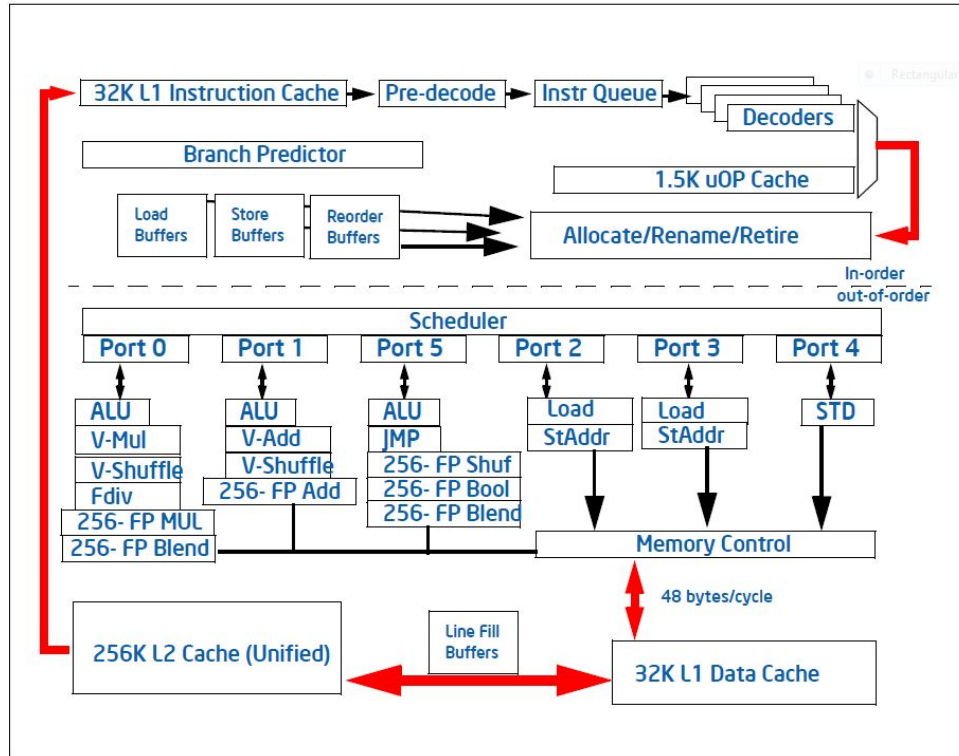 Rectangular
32K L1 Instruction Cache
Pre-decode
Instr Queue
Decoders
Branch Predictor
1.5K uOP Cache
Load
Buffers
Store
Buffers
Reorder
Buffers
Allocate/Rename/Retire
In-order
out-of-order
Scheduler
Port 0
Port 1
Port 5
Port 2
Port 3
Port 4
ALU
V-Mul
V-Shuffle
Fdiv
256- FP MUL
256- FP Blend
ALU
V-Add
V-Shuffle
256- FP Add
ALU
JMP
256- FP Shuf
256- FP Bool
256- FP Blend
Load
StAddr
Load
StAddr
STD
Memory Control
48 bytes/cycle
256K L2 Cache (Unified)
Line Fill
Buffers
32K L1 Data Cache